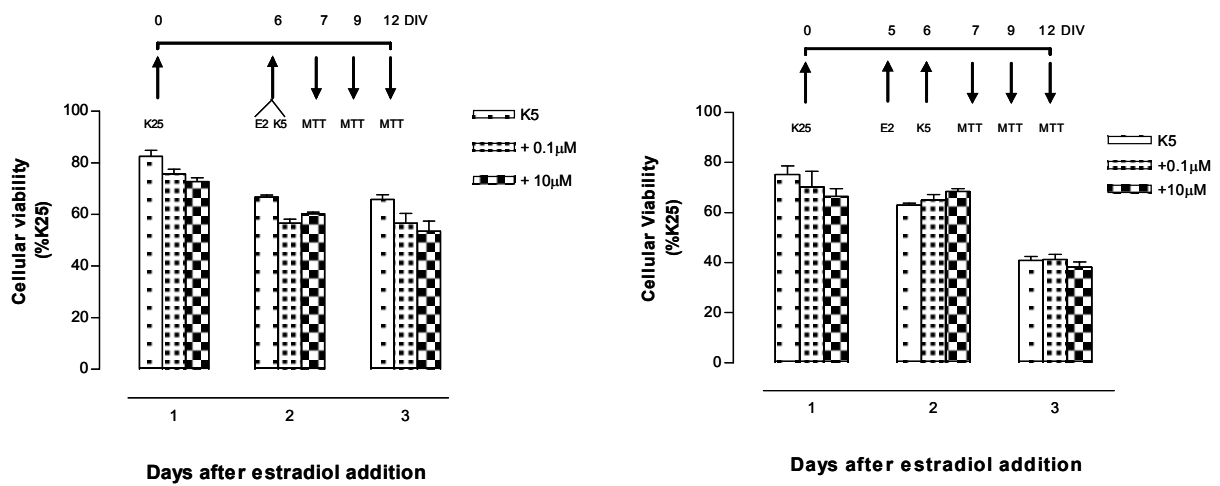 0 6 7 9 12 DIV
K25 E2 K5 MTT MTT MTT
100
80
60
40
20
0
Cellular viability
(%K25)
K5
+ 0.1µM
+ 10µM
1 2 3
Days after estradiol addition
0 5 6 7 9 12 DIV
K25 E2 K5 MTT MTT MTT
100
80
60
40
20
0
Cellular Viability
(%K25)
K5
+0.1µM
+10µM
1 2 3
Days after estradiol addition